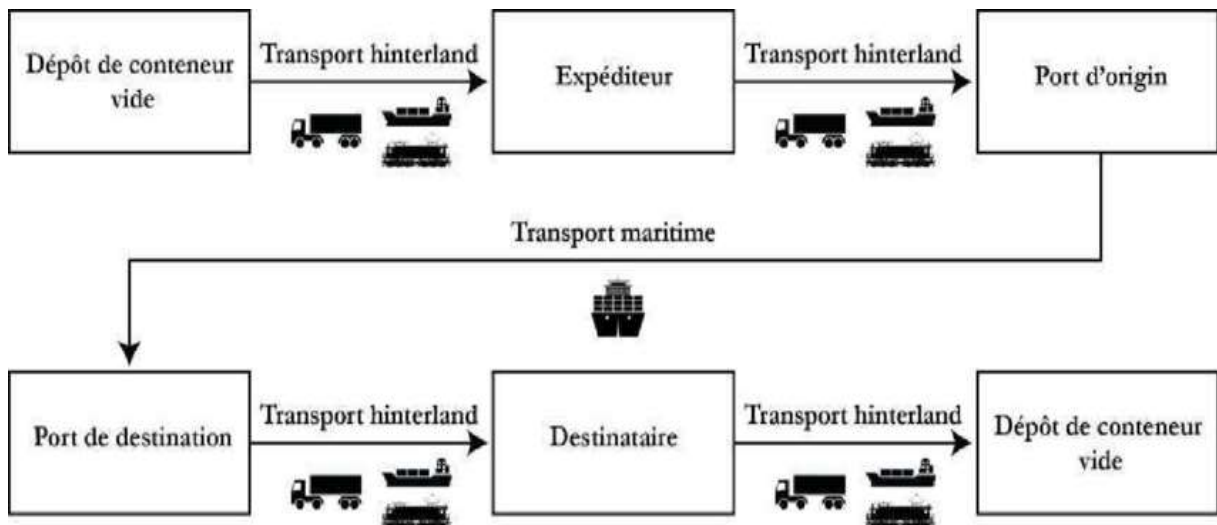 Dépôt de conteneur
vide
Transport hinterland
Expéditeur
Transport hinterland
Port d'origin
Transport maritime
Port de destination
Transport hinterland
Destinataire
Transport hinterland
Dépôt de conteneur
vide